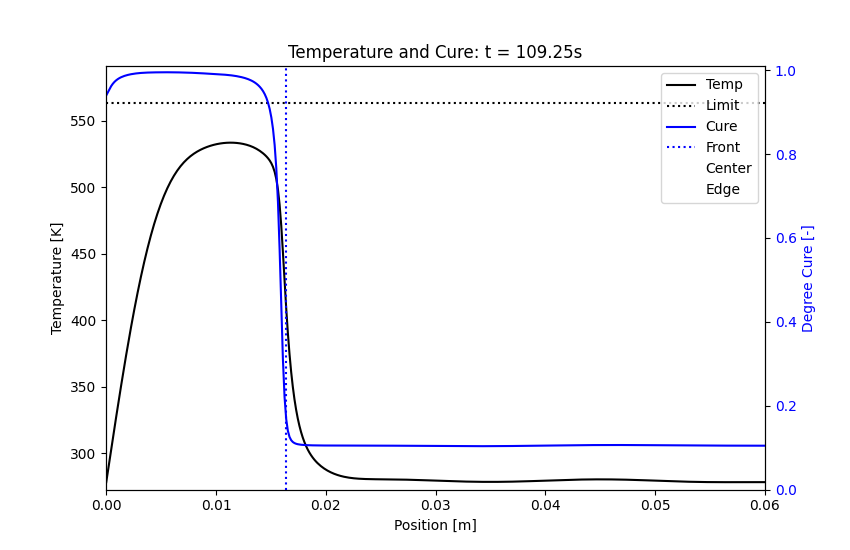 Temperature and Cure: t = 109.25s
Temp
Limit
Cure
Front
Center
Edge
550
500
450
400
350
300
Temperature [K]
1.0
0.8
0.6
0.4
0.2
0.0
Degree Cure [-]
0.00
0.01
0.02
0.03
0.04
0.05
0.06
Position [m]